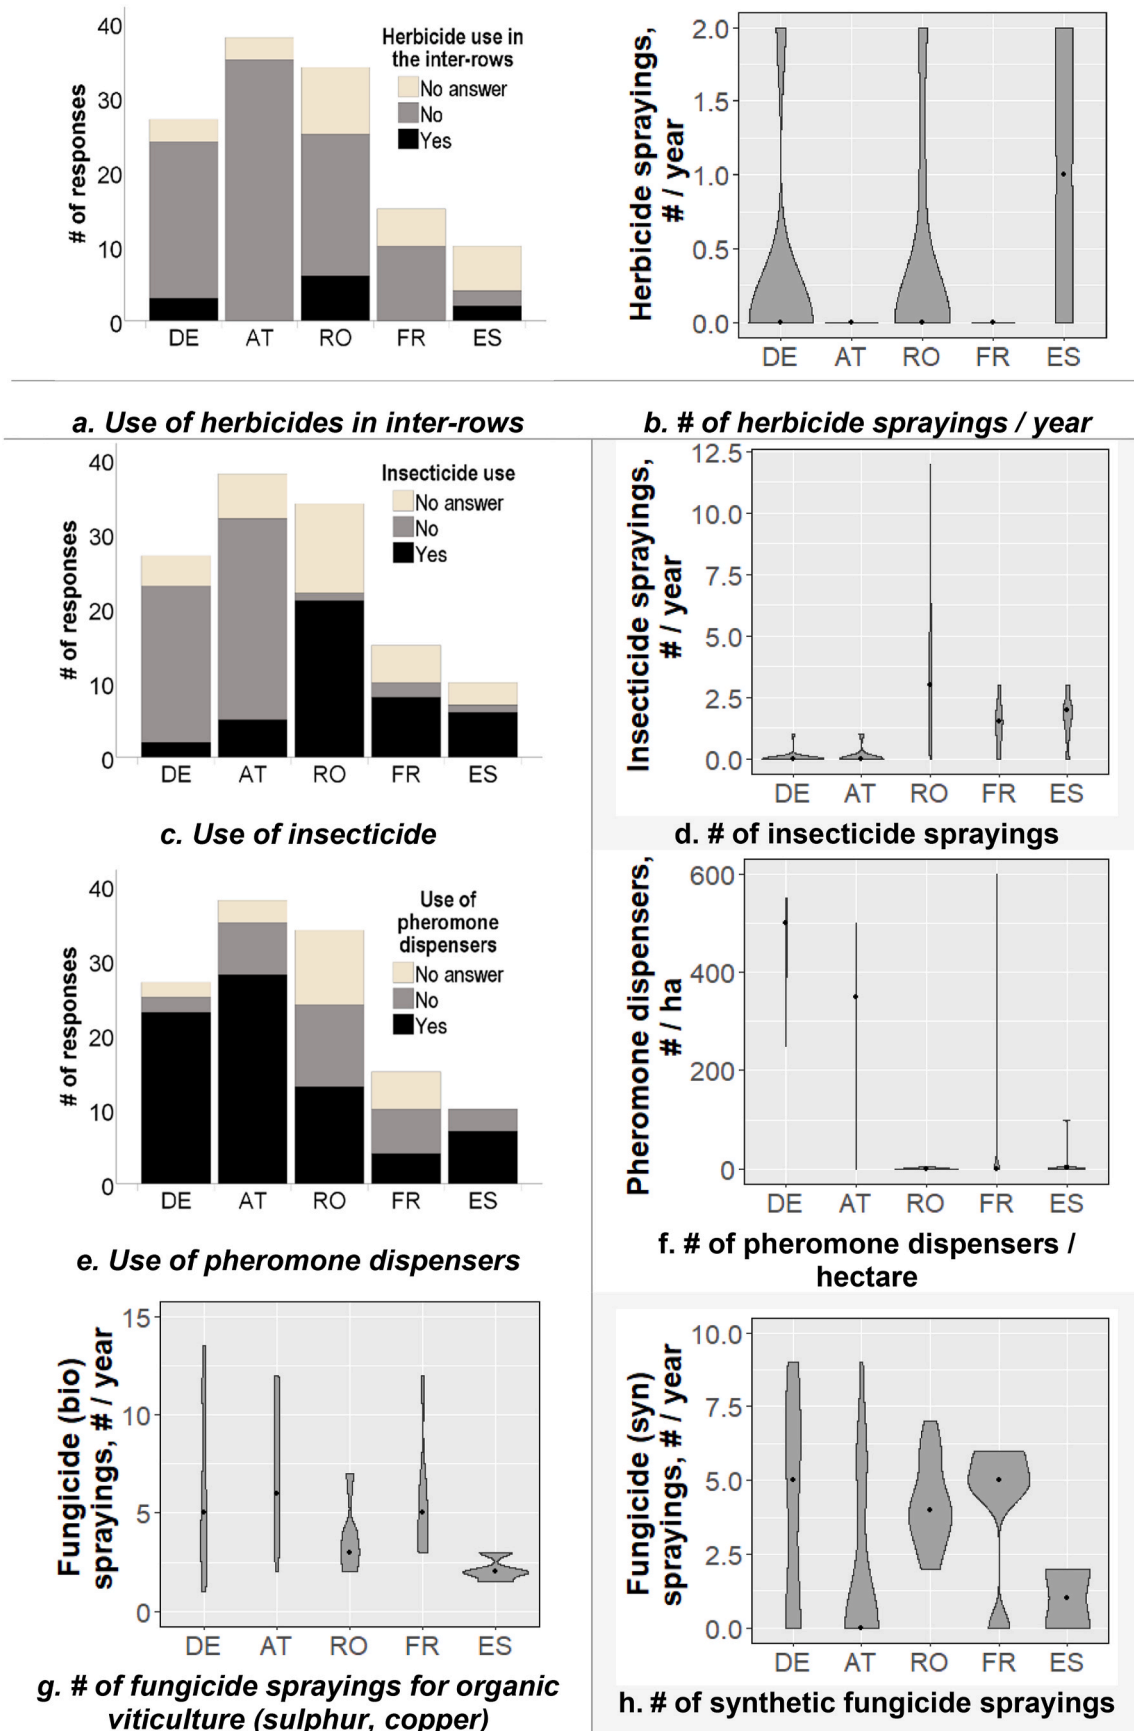 40
30
20
10
0
# of responses
Herbicide use in
the inter-rows
No answer
No
Yes
DE AT RO FR ES
a. Use of herbicides in inter-rows
Herbicide sprayings,
# / year
2.0
1.5
1.0
0.5
0.0
DE AT RO FR ES
b. # of herbicide sprayings / year
40
30
20
10
0
# of responses
Insecticide use
No answer
No
Yes
DE AT RO FR ES
c. Use of insecticide
Insecticide sprayings,
# / year
12.5
10.0
7.5
5.0
2.5
0.0
DE AT RO FR ES
d. # of insecticide sprayings
40
30
20
10
0
# of responses
Use of
pheromone
dispensers
No answer
No
Yes
DE AT RO FR ES
e. Use of pheromone dispensers
Pheromone dispensers,
# / ha
600
400
200
0
DE AT RO FR ES
f. # of pheromone dispensers /
hectare
Fungicide (bio)
sprayings, # / year
15
10
5
0
DE AT RO FR ES
g. # of fungicide sprayings for organic
viticulture (sulphur, copper)
Fungicide (syn)
sprayings, # / year
10.0
7.5
5.0
2.5
0.0
DE AT RO FR ES
h. # of synthetic fungicide sprayings